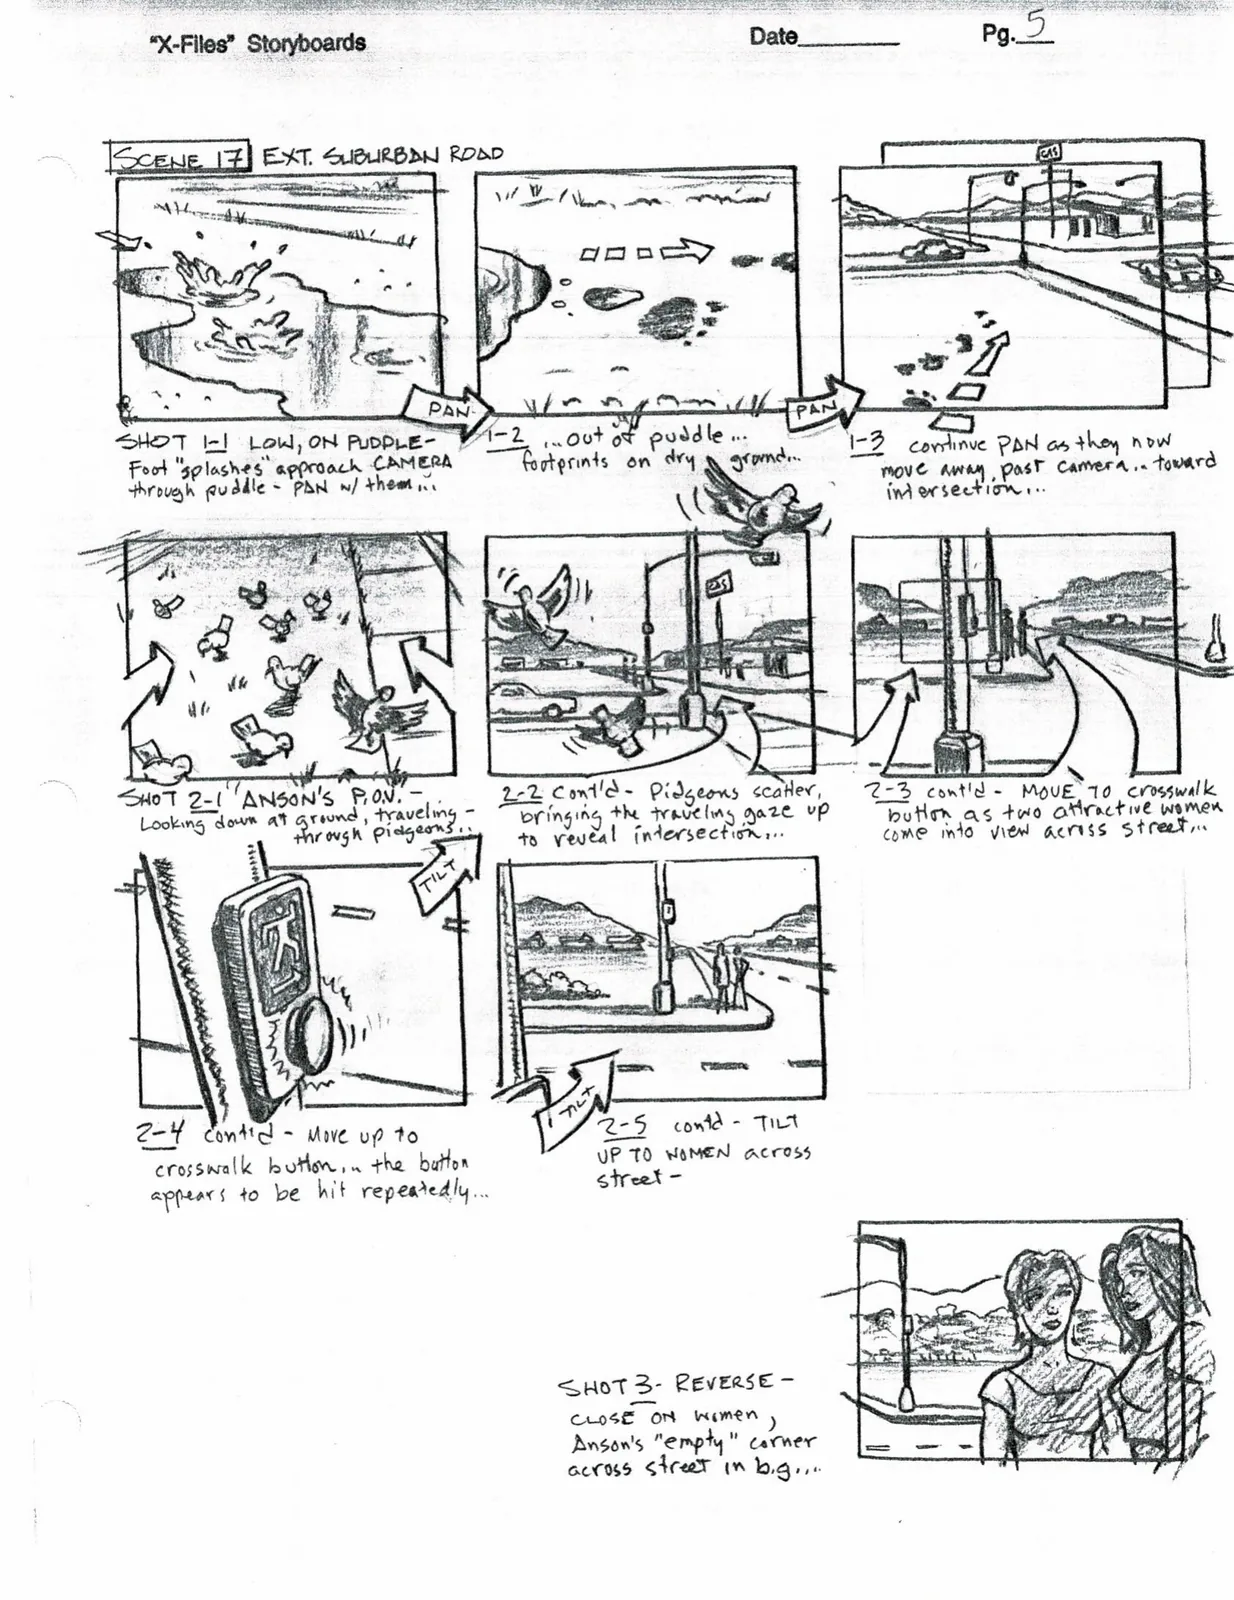 "X-Files" Storyboards
Date
Pg. 5
SCENE 17 EXT. SUBURBAN ROAD
GAS
PAN
PAN
SHOT 1-1 LOW, ON PUDDLE-
Foot "splashes" approach CAMERA
through puddle - PAN w/ them...
1-2 ...out of puddle...
footprints on dry ground...
1-3 continue PAN as they now
move away, past camera... toward
intersection...
GAS
SHOT 2-1 "ANSON'S P.O.V. -
Looking down at ground, traveling -
through pidgeons...
2-2 Cont'd - Pidgeons scatter,
bringing the traveling gaze up
to reveal intersection...
2-3 cont'd - MOVE TO crosswalk
button as two attractive women
come into view across street...
TILT
2-4 cont'd - Move up to
crosswalk button... the button
appears to be hit repeatedly...
TILT
2-5 cont'd - TILT
UP TO WOMEN across
street -
SHOT 3 - REVERSE -
CLOSE ON women,
Anson's "empty" corner
across street in b.g....